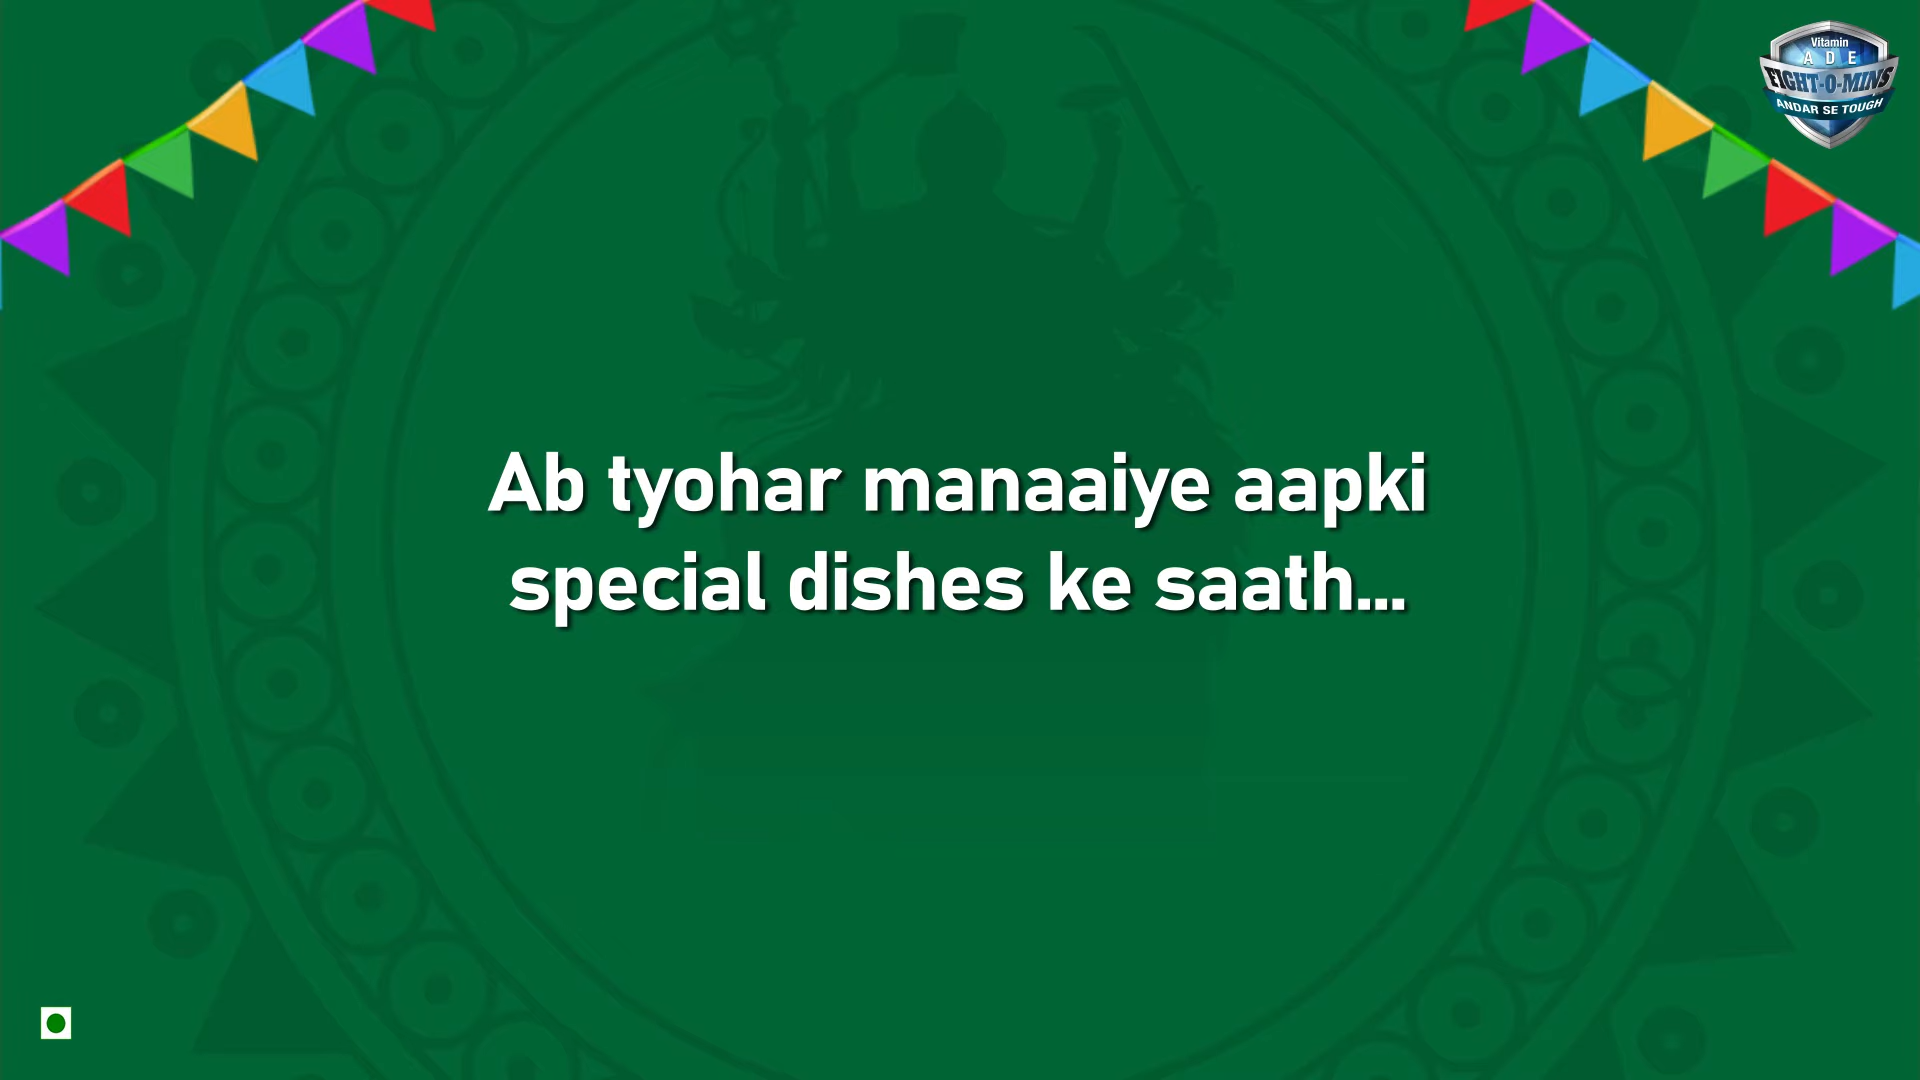 Vitamin
A D E
FIGHT-O-MINS
ANDAR SE TOUGH
Ab tyohar manaaiye aapki
special dishes ke saath...